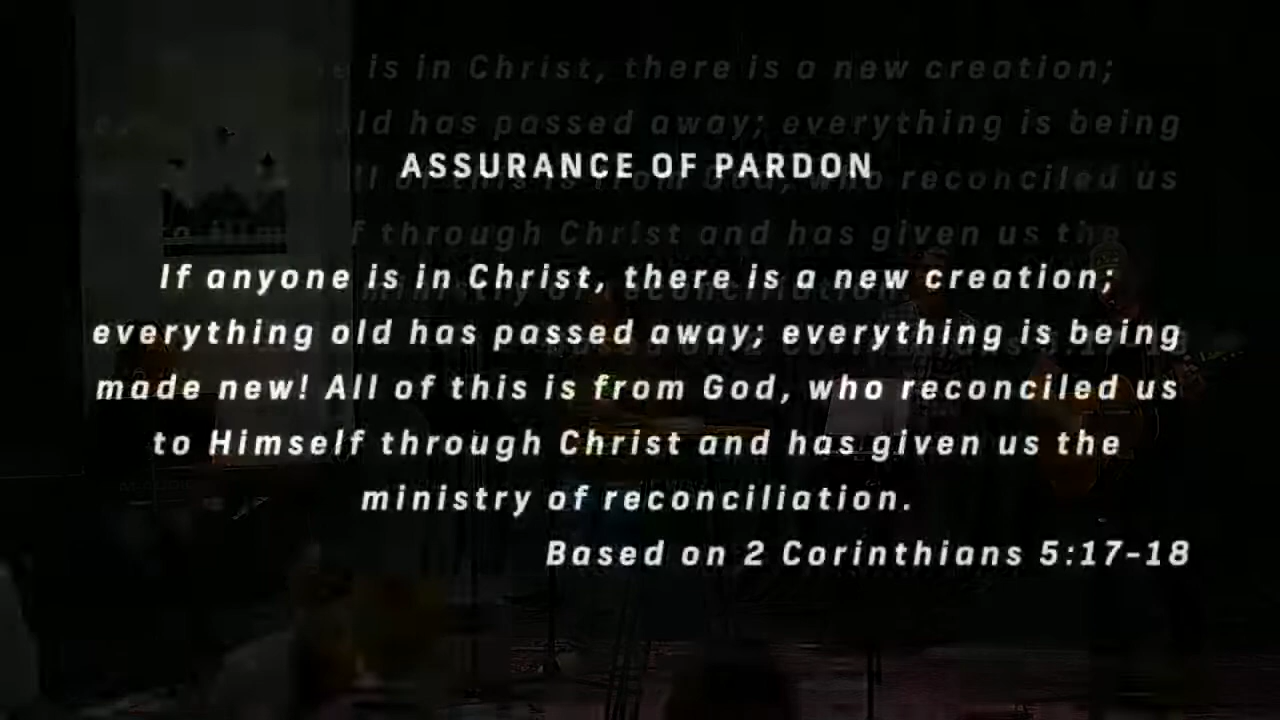 ASSURANCE OF PARDON
If anyone is in Christ, there is a new creation;
everything old has passed away; everything is being
made new! All of this is from God, who reconciled us
to Himself through Christ and has given us the
ministry of reconciliation.
Based on 2 Corinthians 5:17-18